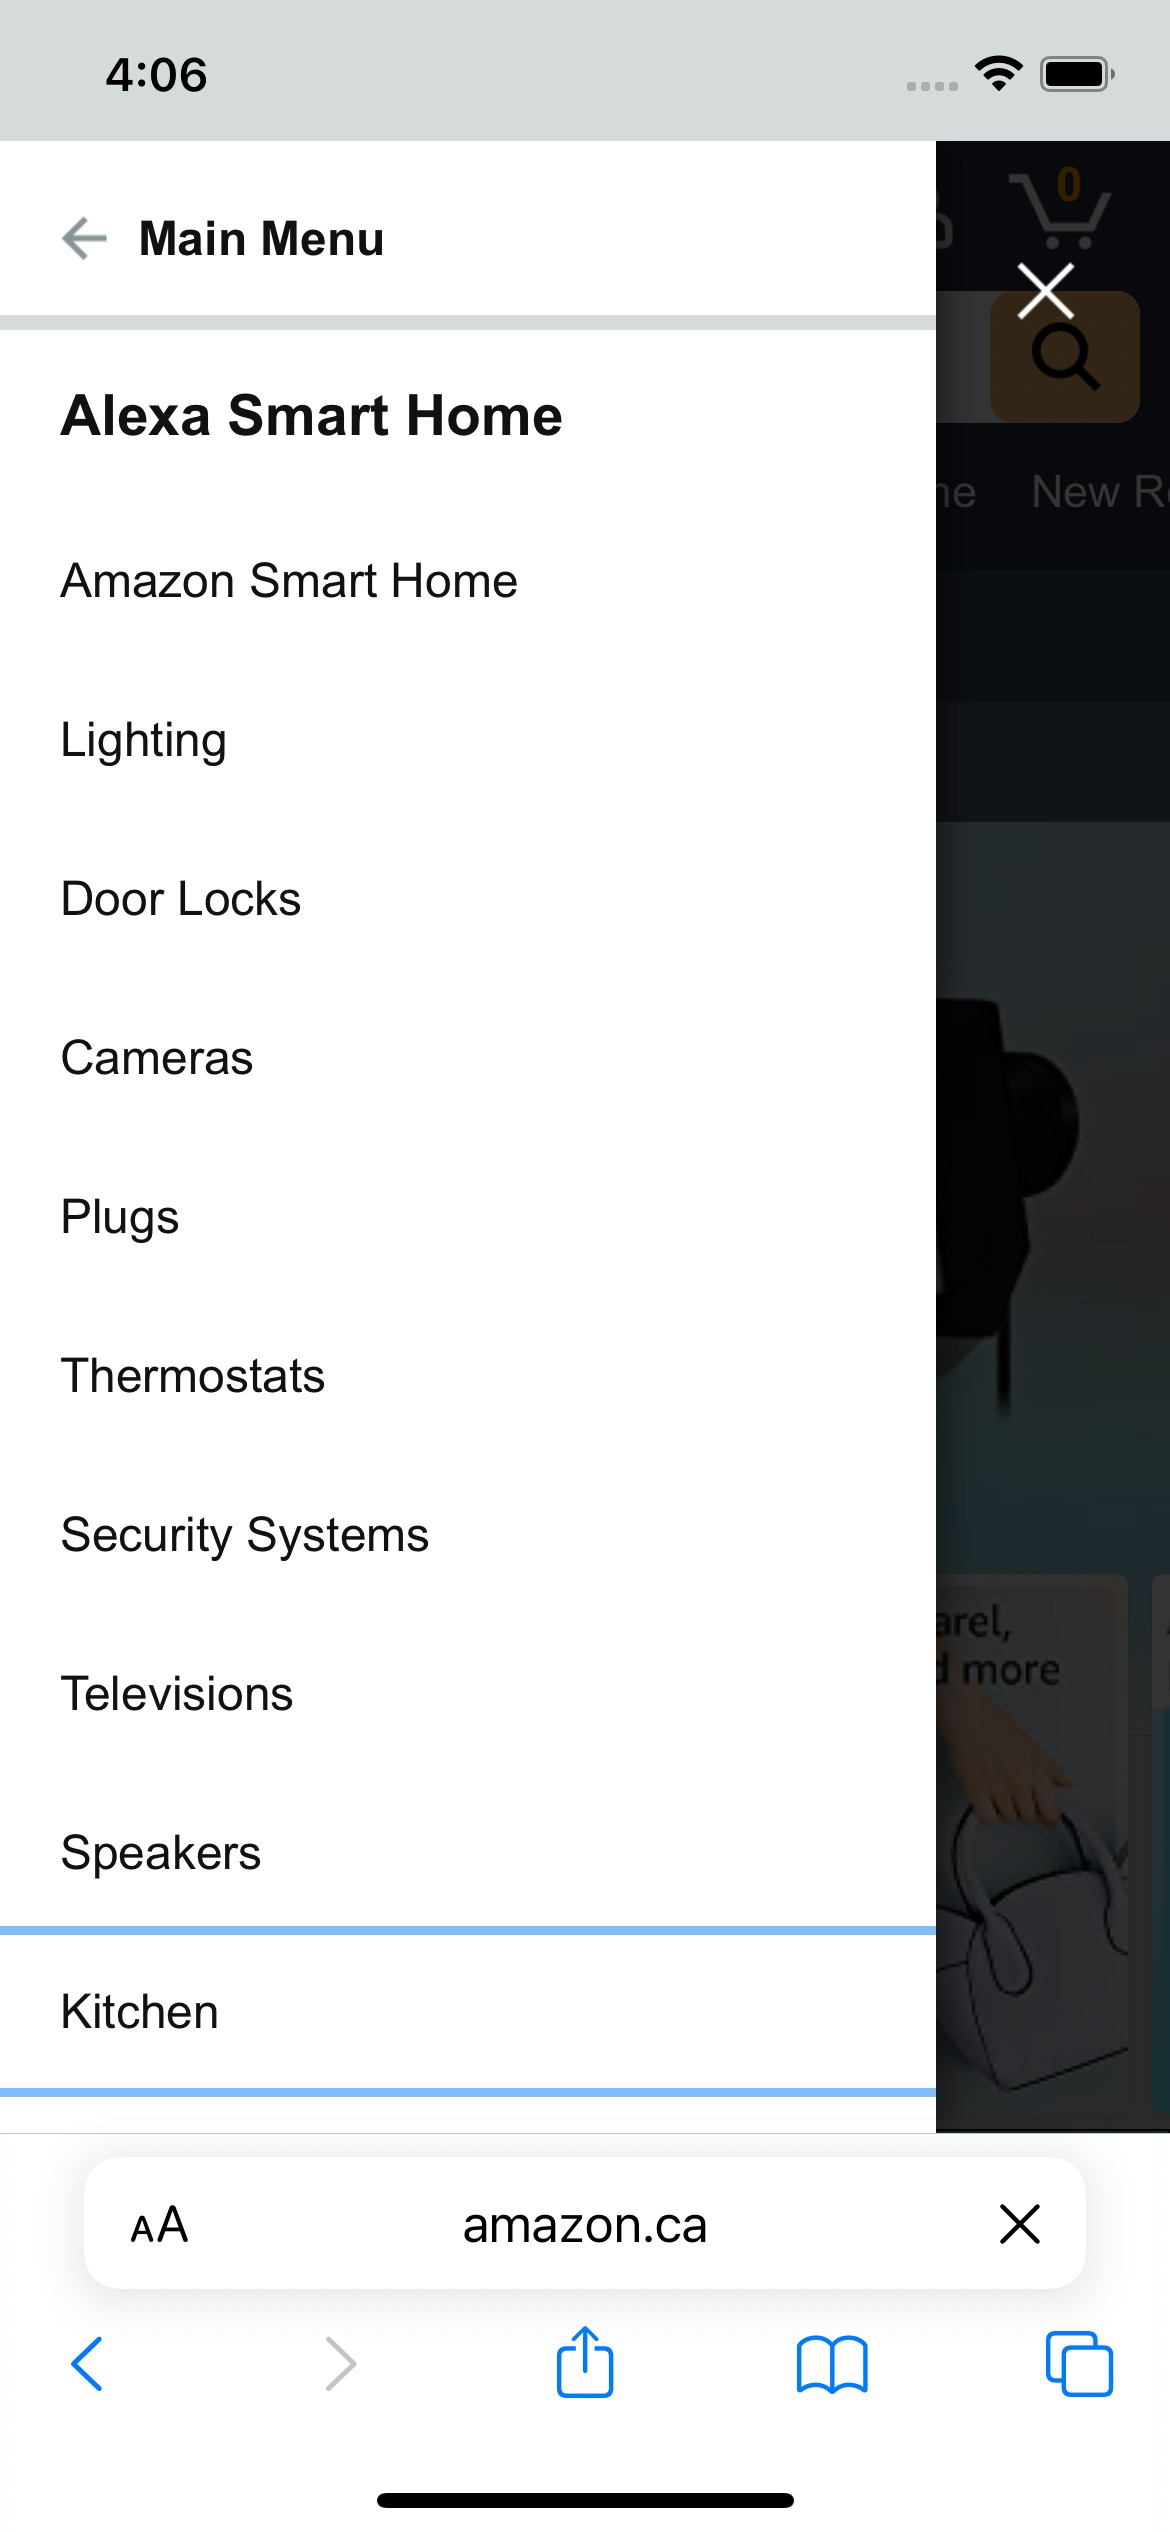 4:06
Main Menu
0
Alexa Smart Home
New R
Amazon Smart Home
Lighting
Door Locks
Cameras
Plugs
Thermostats
Security Systems
arel,
d more
Televisions
Speakers
Kitchen
AA
amazon.ca